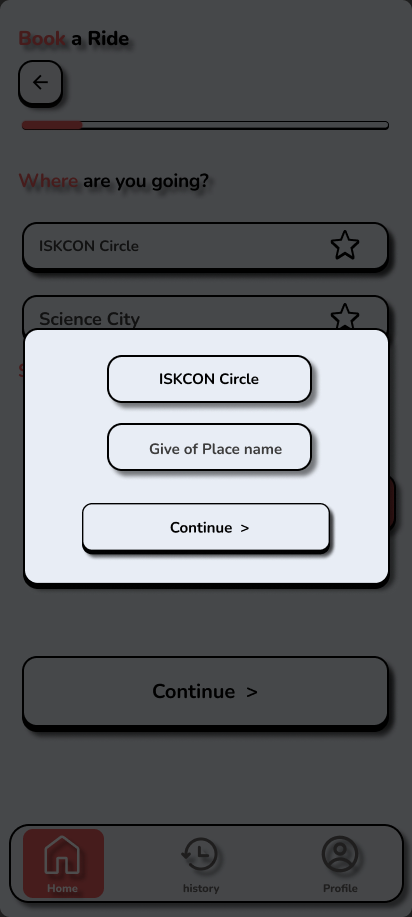 Book a Ride
Where are you going?
ISKCON Circle
Science City
ISKCON Circle
Give of Place name
Continue >
Continue >
Home
history
Profile